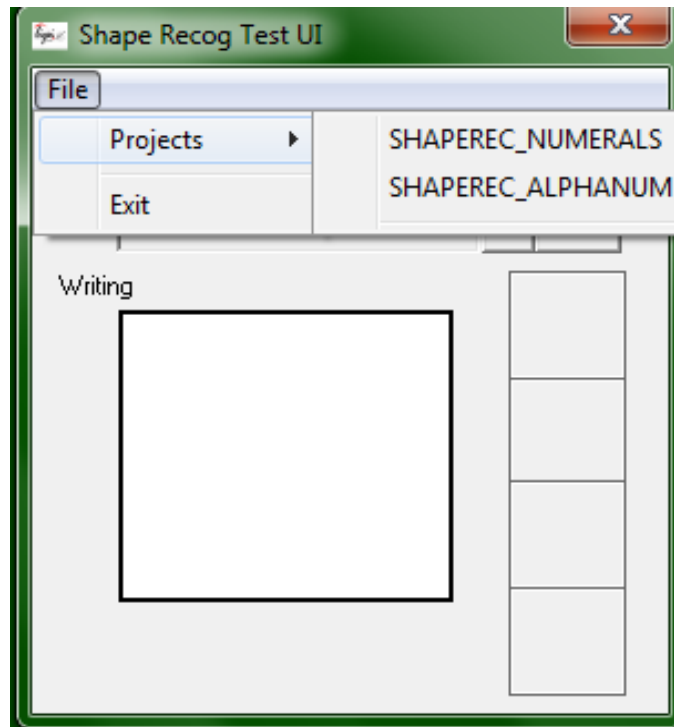 Shape Recog Test UI
File
Projects
SHAPEREC_NUMERALS
SHAPEREC_ALPHANUM
Exit
Writing